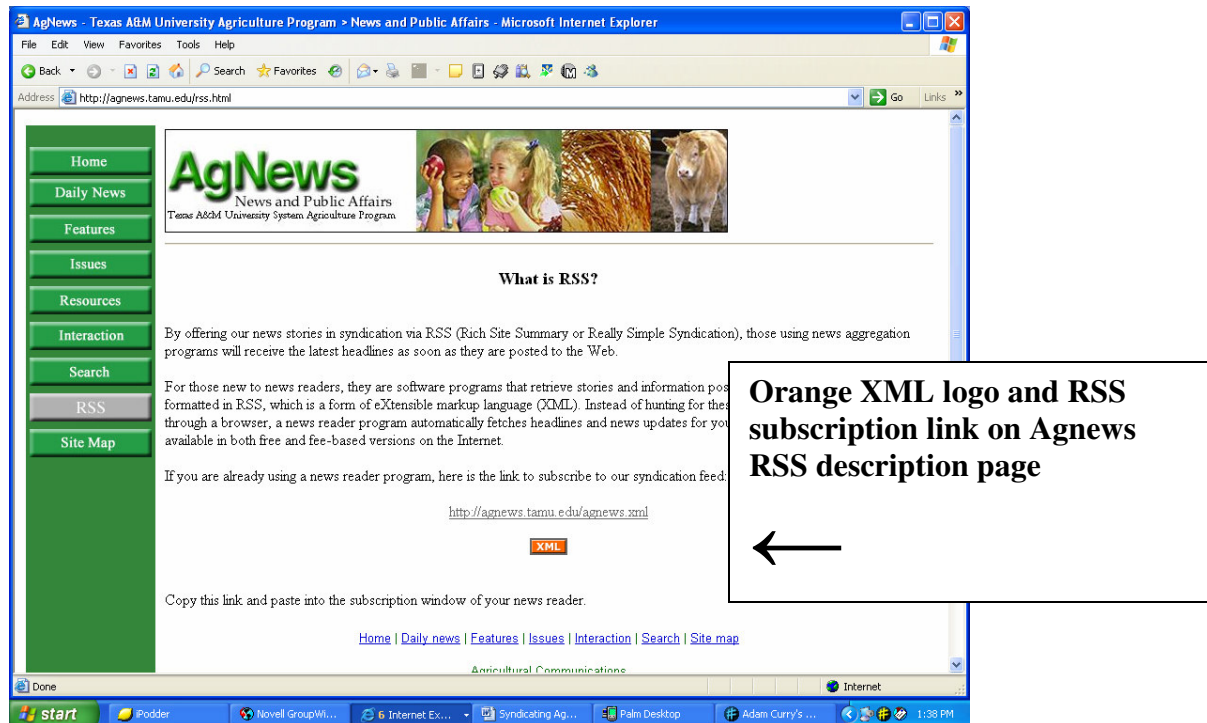 AgNews - Texas A&M University Agriculture Program > News and Public Affairs - Microsoft Internet Explorer
File Edit View Favorites Tools Help
Back Search Favorites
Address http://agnews.tamu.edu/rss.html Go Links »
Home
Daily News
Features
Issues
Resources
Interaction
Search
RSS
Site Map
AgNews
News and Public Affairs
Texas A&M University System Agriculture Program
What is RSS?
By offering our news stories in syndication via RSS (Rich Site Summary or Really Simple Syndication), those using news aggregation
programs will receive the latest headlines as soon as they are posted to the Web.
For those new to news readers, they are software programs that retrieve stories and information pos
formatted in RSS, which is a form of eXtensible markup language (XML). Instead of hunting for thes
through a browser, a news reader program automatically fetches headlines and news updates for you
available in both free and fee-based versions on the Internet.
If you are already using a news reader program, here is the link to subscribe to our syndication feed:
http://agnews.tamu.edu/agnews.xml
XML
Copy this link and paste into the subscription window of your news reader.
Home | Daily news | Features | Issues | Interaction | Search | Site map
Agricultural Communications
Orange XML logo and RSS
subscription link on Agnews
RSS description page
←
Done Internet
start iPodder Novell GroupWi... 6 Internet Ex... Syndicating Ag... Palm Desktop Adam Curry's ... 1:38 PM